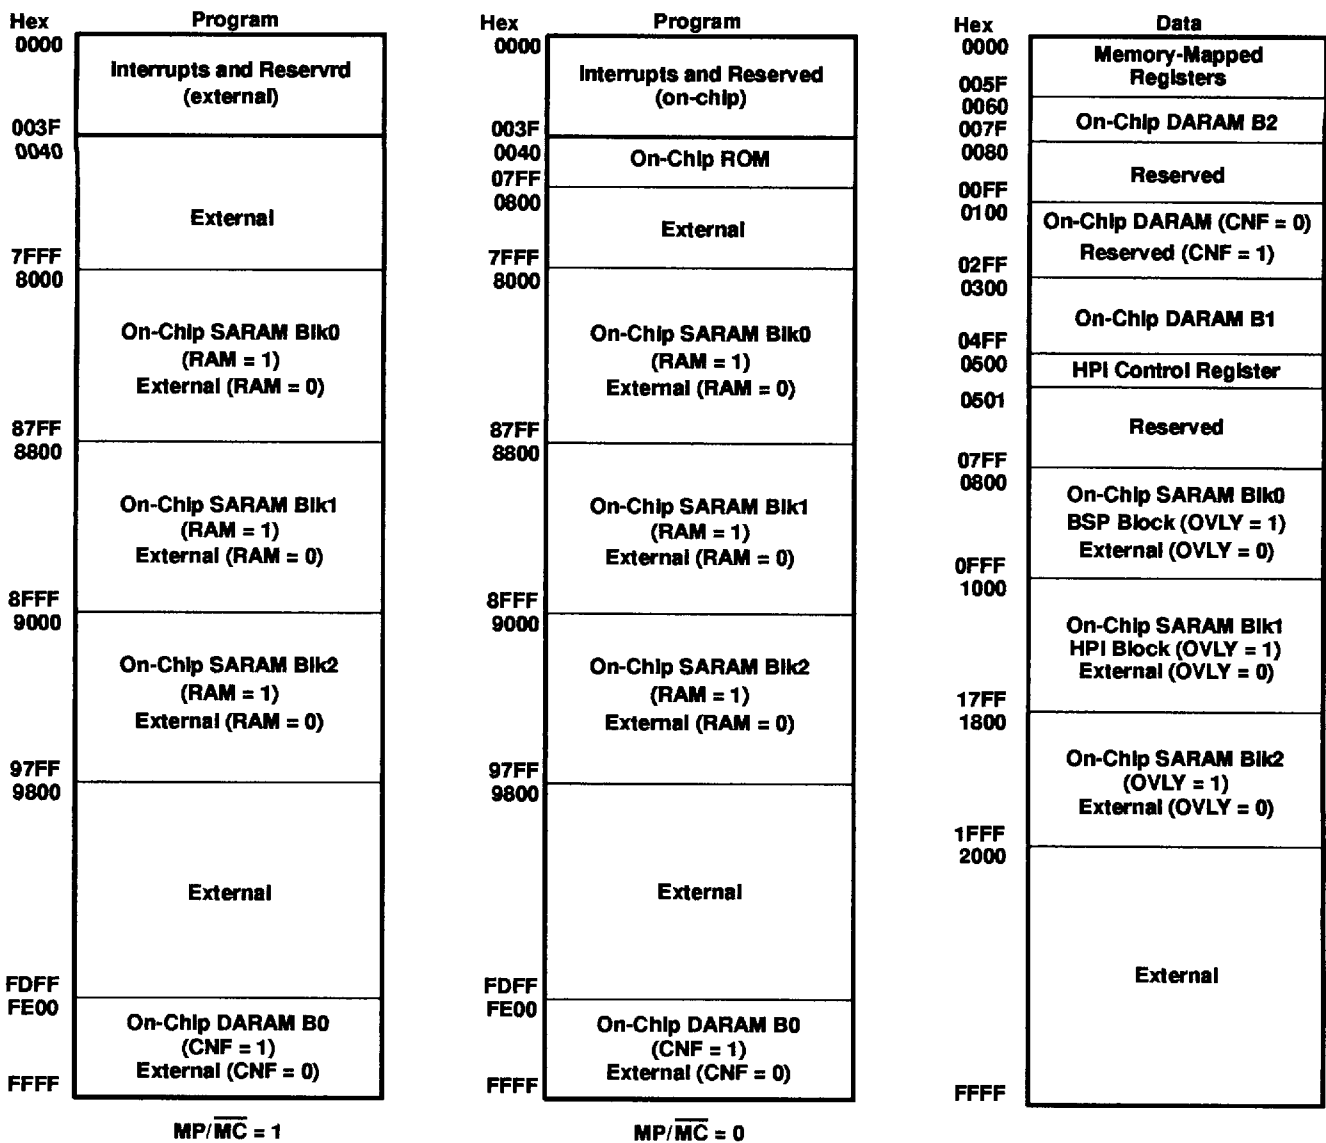 Hex
Program
0000
Interrupts and Reservrd
(external)
003F
0040
External
7FFF
8000
On-Chip SARAM Blk0
(RAM = 1)
External (RAM = 0)
87FF
8800
On-Chip SARAM Blk1
(RAM = 1)
External (RAM = 0)
8FFF
9000
On-Chip SARAM Blk2
(RAM = 1)
External (RAM = 0)
97FF
9800
External
FDFF
FE00
On-Chip DARAM B0
(CNF = 1)
External (CNF = 0)
FFFF
MP/M̅C̅ = 1
Hex
Program
0000
Interrupts and Reserved
(on-chip)
003F
0040
On-Chip ROM
07FF
0800
External
7FFF
8000
On-Chip SARAM Blk0
(RAM = 1)
External (RAM = 0)
87FF
8800
On-Chip SARAM Blk1
(RAM = 1)
External (RAM = 0)
8FFF
9000
On-Chip SARAM Blk2
(RAM = 1)
External (RAM = 0)
97FF
9800
External
FDFF
FE00
On-Chip DARAM B0
(CNF = 1)
External (CNF = 0)
FFFF
MP/M̅C̅ = 0
Hex
Data
0000
Memory-Mapped
Registers
005F
0060
On-Chip DARAM B2
007F
0080
Reserved
00FF
0100
On-Chip DARAM (CNF = 0)
Reserved (CNF = 1)
02FF
0300
On-Chip DARAM B1
04FF
0500
HPI Control Register
0501
Reserved
07FF
0800
On-Chip SARAM Blk0
BSP Block (OVLY = 1)
External (OVLY = 0)
0FFF
1000
On-Chip SARAM Blk1
HPI Block (OVLY = 1)
External (OVLY = 0)
17FF
1800
On-Chip SARAM Blk2
(OVLY = 1)
External (OVLY = 0)
1FFF
2000
External
FFFF